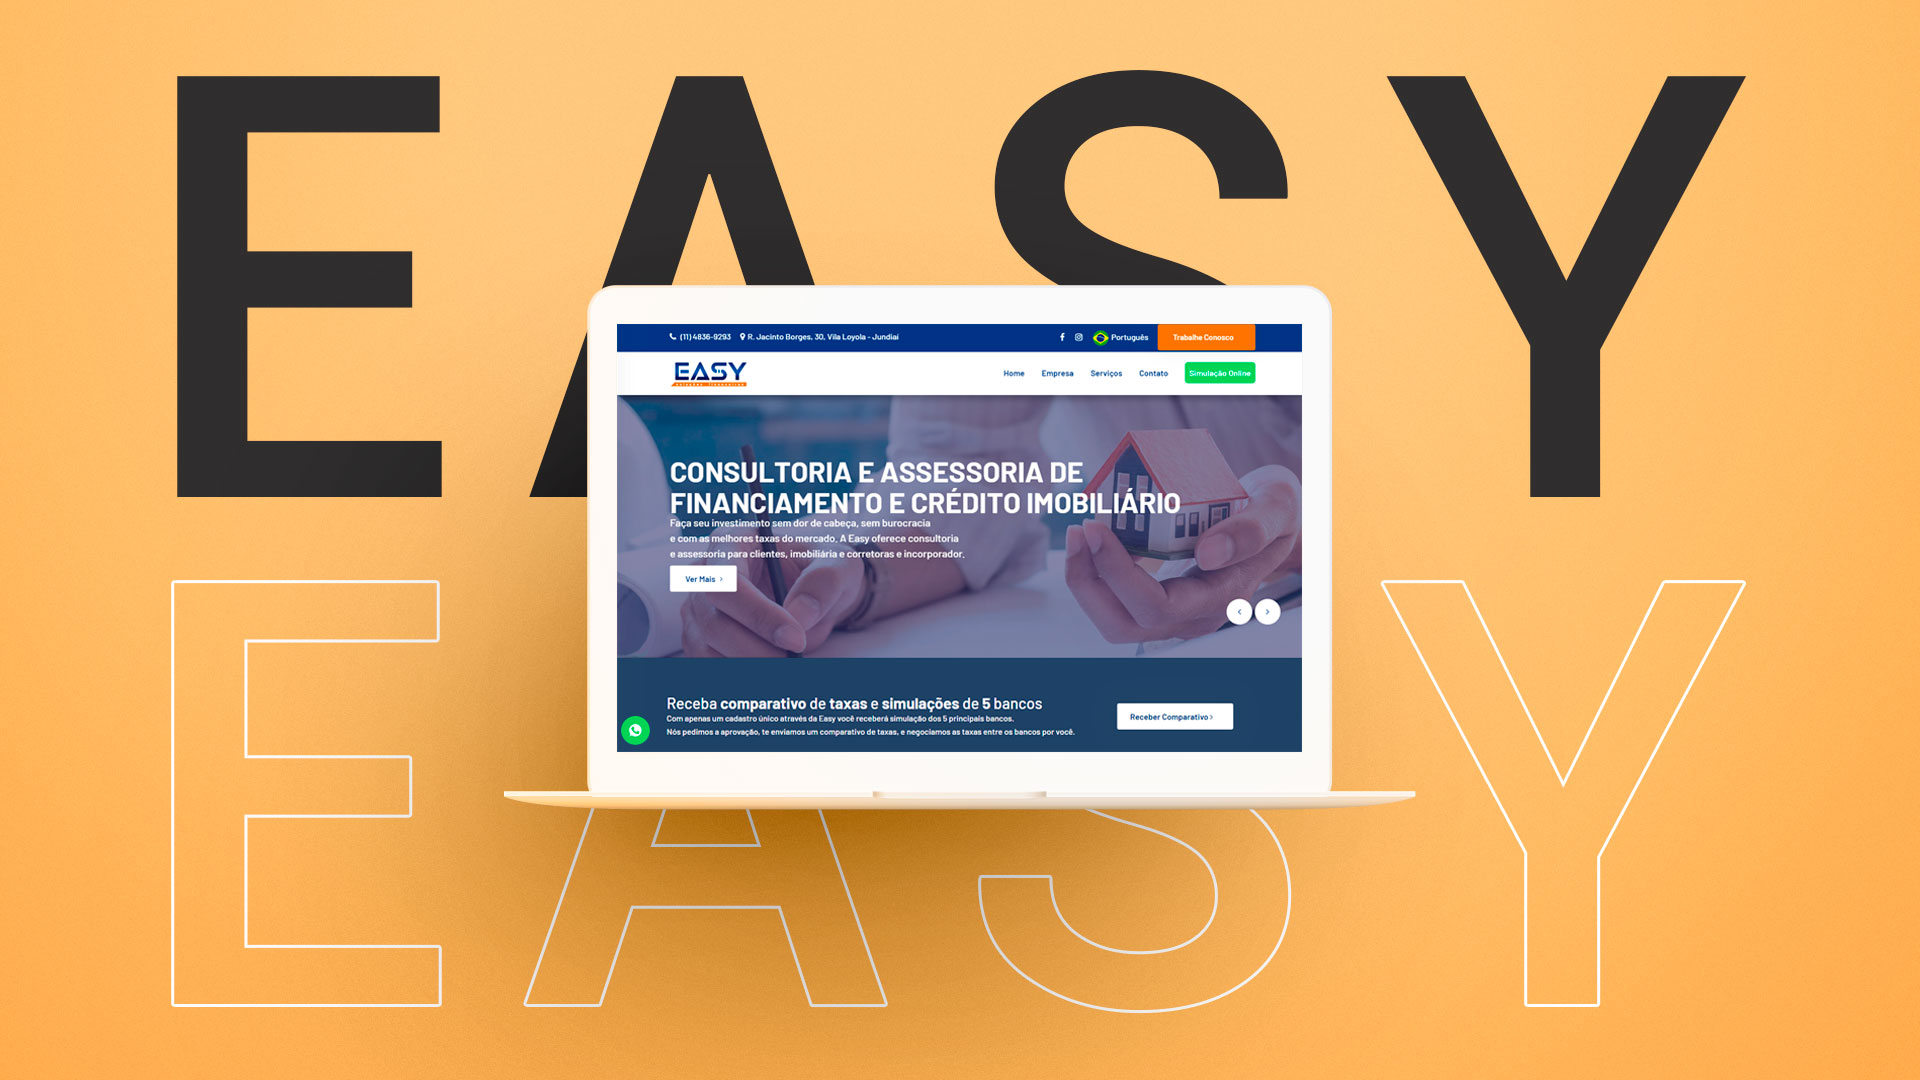 EASY
(11) 4836-9293 R. Jacinto Borges, 30, Vila Loyola - Jundiaí Português Trabalhe Conosco
EASY
soluções financeiras
Home Empresa Serviços Contato Simulação Online
CONSULTORIA E ASSESSORIA DE
FINANCIAMENTO E CRÉDITO IMOBILIÁRIO
Faça seu investimento sem dor de cabeça, sem burocracia
e com as melhores taxas do mercado. A Easy oferece consultoria
e assessoria para clientes, imobiliária e corretoras e incorporador.
Ver Mais
Receba comparativo de taxas e simulações de 5 bancos
Com apenas um cadastro único através da Easy você receberá simulação dos 5 principais bancos.
Nós pedimos a aprovação, te enviamos um comparativo de taxas, e negociamos as taxas entre os bancos por você.
Receber Comparativo
EASY